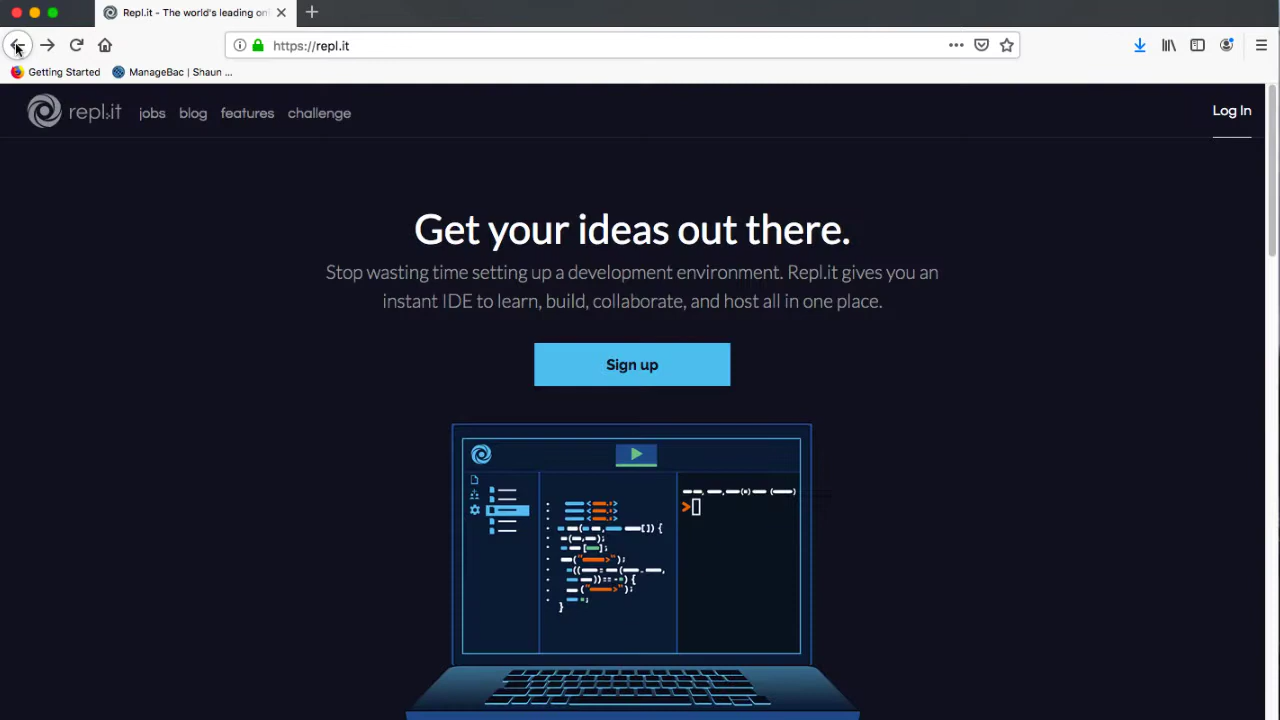 Repl.it - The world's leading on
https://repl.it
Getting Started
ManageBac | Shaun ...
repl.it
jobs
blog
features
challenge
Log In
Get your ideas out there.
Stop wasting time setting up a development environment. Repl.it gives you an
instant IDE to learn, build, collaborate, and host all in one place.
Sign up